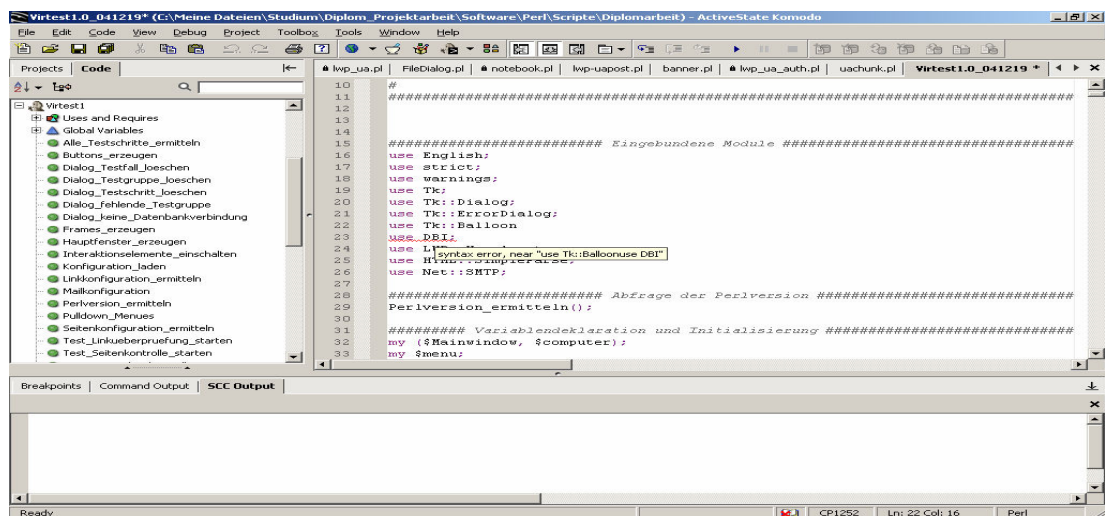 Virtest1.0_041219* (C:\Meine Dateien\Studium\Diplom_Projektarbeit\Software\Perl\Scripte\Diplomarbeit) - ActiveState Komodo
File Edit Code View Debug Project Toolbox Tools Window Help
Projects Code
lwp_ua.pl FileDialog.pl notebook.pl lwp-uapost.pl banner.pl lwp_ua_auth.pl uachunk.pl Virtest1.0_041219 *
Virtest1
Uses and Requires
Global Variables
Alle_Testschritte_ermitteln
Buttons_erzeugen
Dialog_Testfall_loeschen
Dialog_Testgruppe_loeschen
Dialog_Testschritt_loeschen
Dialog_fehlende_Testgruppe
Dialog_keine_Datenbankverbindung
Frames_erzeugen
Hauptfenster_erzeugen
Interaktionselemente_einschalten
Konfiguration_laden
Linkkonfiguration_ermitteln
Mailkonfiguration
Perlversion_ermitteln
Pulldown_Menues
Seitenkonfiguration_ermitteln
Test_Linkueberpruefung_starten
Test_Seitenkontrolle_starten
10 #
11 ################################################################################
12
13
14
15 ######################### Eingebundene Module ##################################
16 use English;
17 use strict;
18 use warnings;
19 use Tk;
20 use Tk::Dialog;
21 use Tk::ErrorDialog;
22 use Tk::Balloon
23 use DBI;
24 use
syntax error, near "use Tk::Balloonuse DBI"
25 use
26 use Net::SMTP;
27
28 ######################### Abfrage der Perlversion ##############################
29 Perlversion_ermitteln();
30
31 ######### Variablendeklaration und Initialisierung #############################
32 my ($Mainwindow, $computer);
33 my $menu;
Breakpoints Command Output SCC Output
Ready CP1252 Ln: 22 Col: 16 Perl